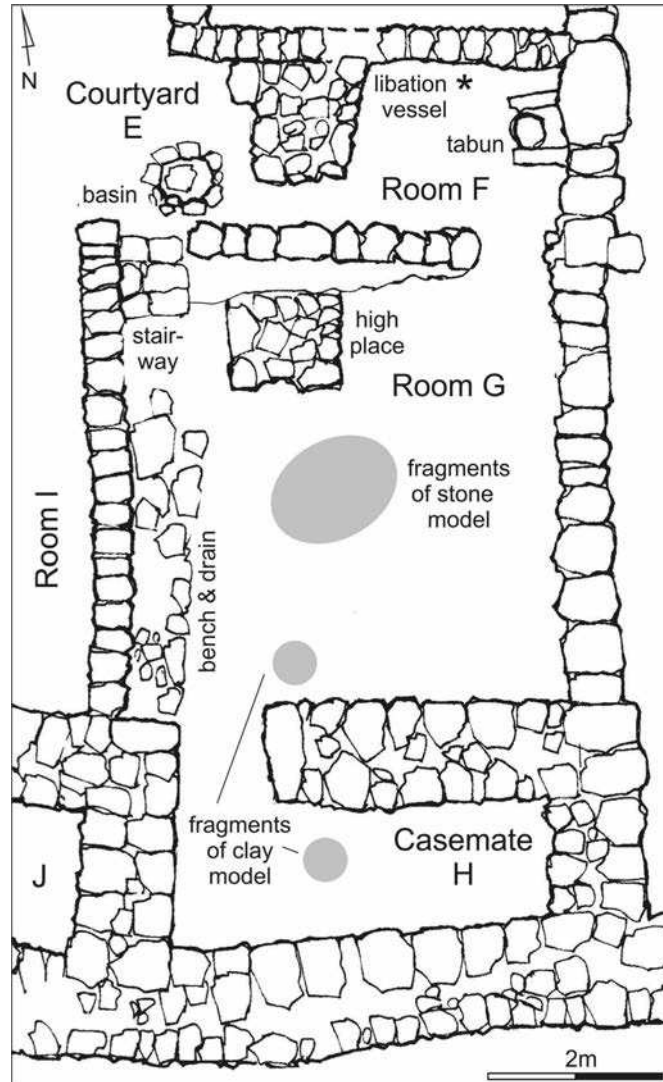 N
Courtyard
E
libation *
vessel
tabun
basin
Room F
stair-
way
high
place
Room G
fragments
of stone
model
Room I
bench & drain
fragments
of clay
model
Casemate
H
J
2m